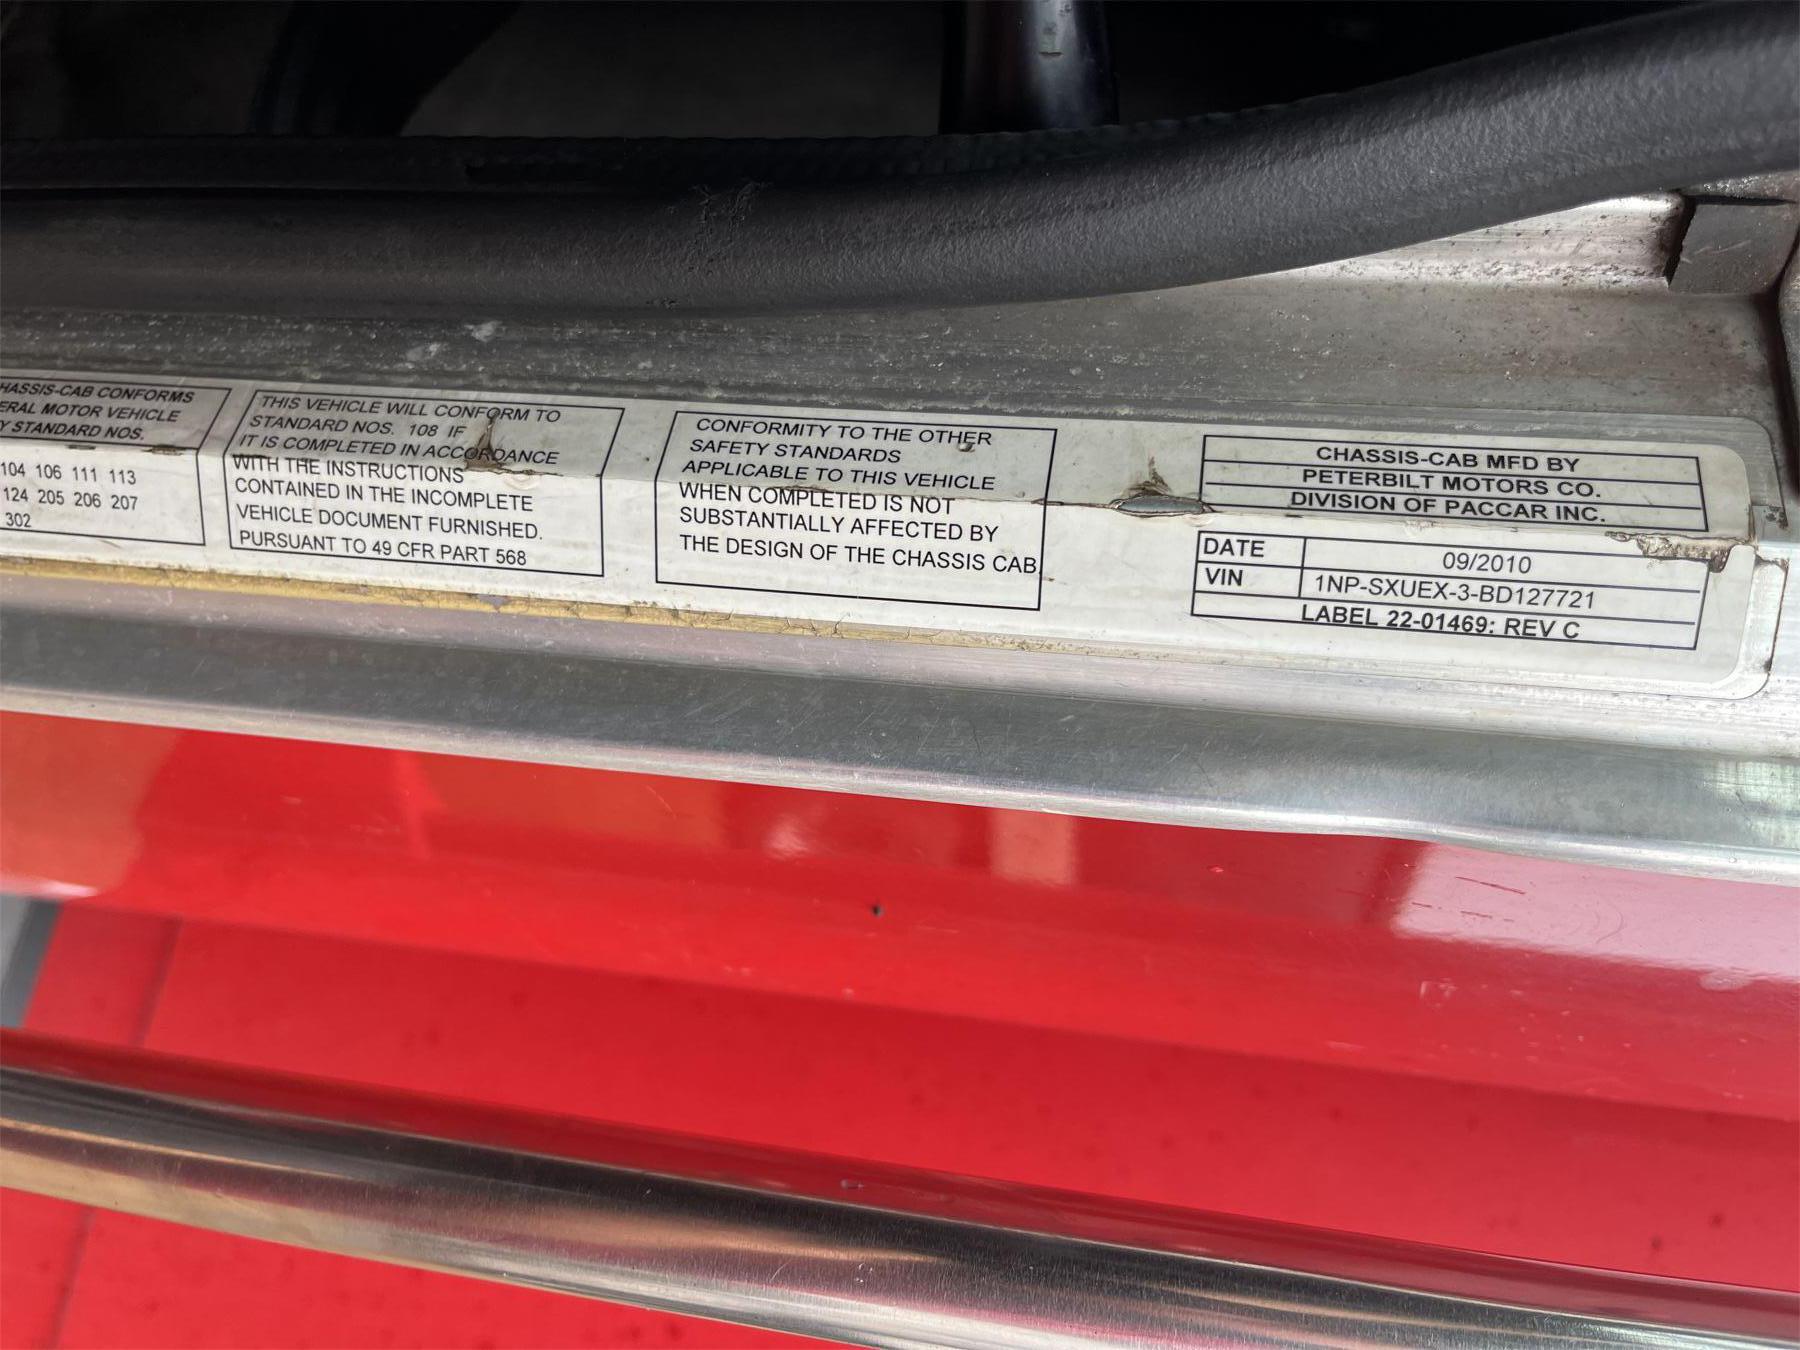 HASSIS-CAB CONFORMS
ERAL MOTOR VEHICLE
Y STANDARD NOS.
104 106 111 113
124 205 206 207
302
THIS VEHICLE WILL CONFORM TO
STANDARD NOS. 108 IF
IT IS COMPLETED IN ACCORDANCE
WITH THE INSTRUCTIONS
CONTAINED IN THE INCOMPLETE
VEHICLE DOCUMENT FURNISHED.
PURSUANT TO 49 CFR PART 568
CONFORMITY TO THE OTHER
SAFETY STANDARDS
APPLICABLE TO THIS VEHICLE
WHEN COMPLETED IS NOT
SUBSTANTIALLY AFFECTED BY
THE DESIGN OF THE CHASSIS CAB.
CHASSIS-CAB MFD BY
PETERBILT MOTORS CO.
DIVISION OF PACCAR INC.
DATE 09/2010
VIN 1NP-SXUEX-3-BD127721
LABEL 22-01469: REV C